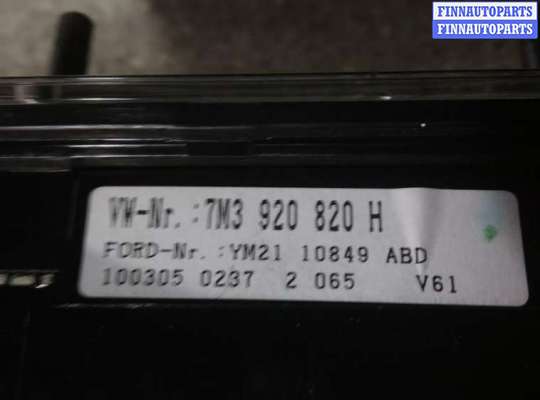 FINNAUTOPARTS
FINNAUTOPARTS
VW-Nr.:7M3 920 820 H
FORD-Nr.:YM21 10849 ABD
100305 0237 2 065 V61